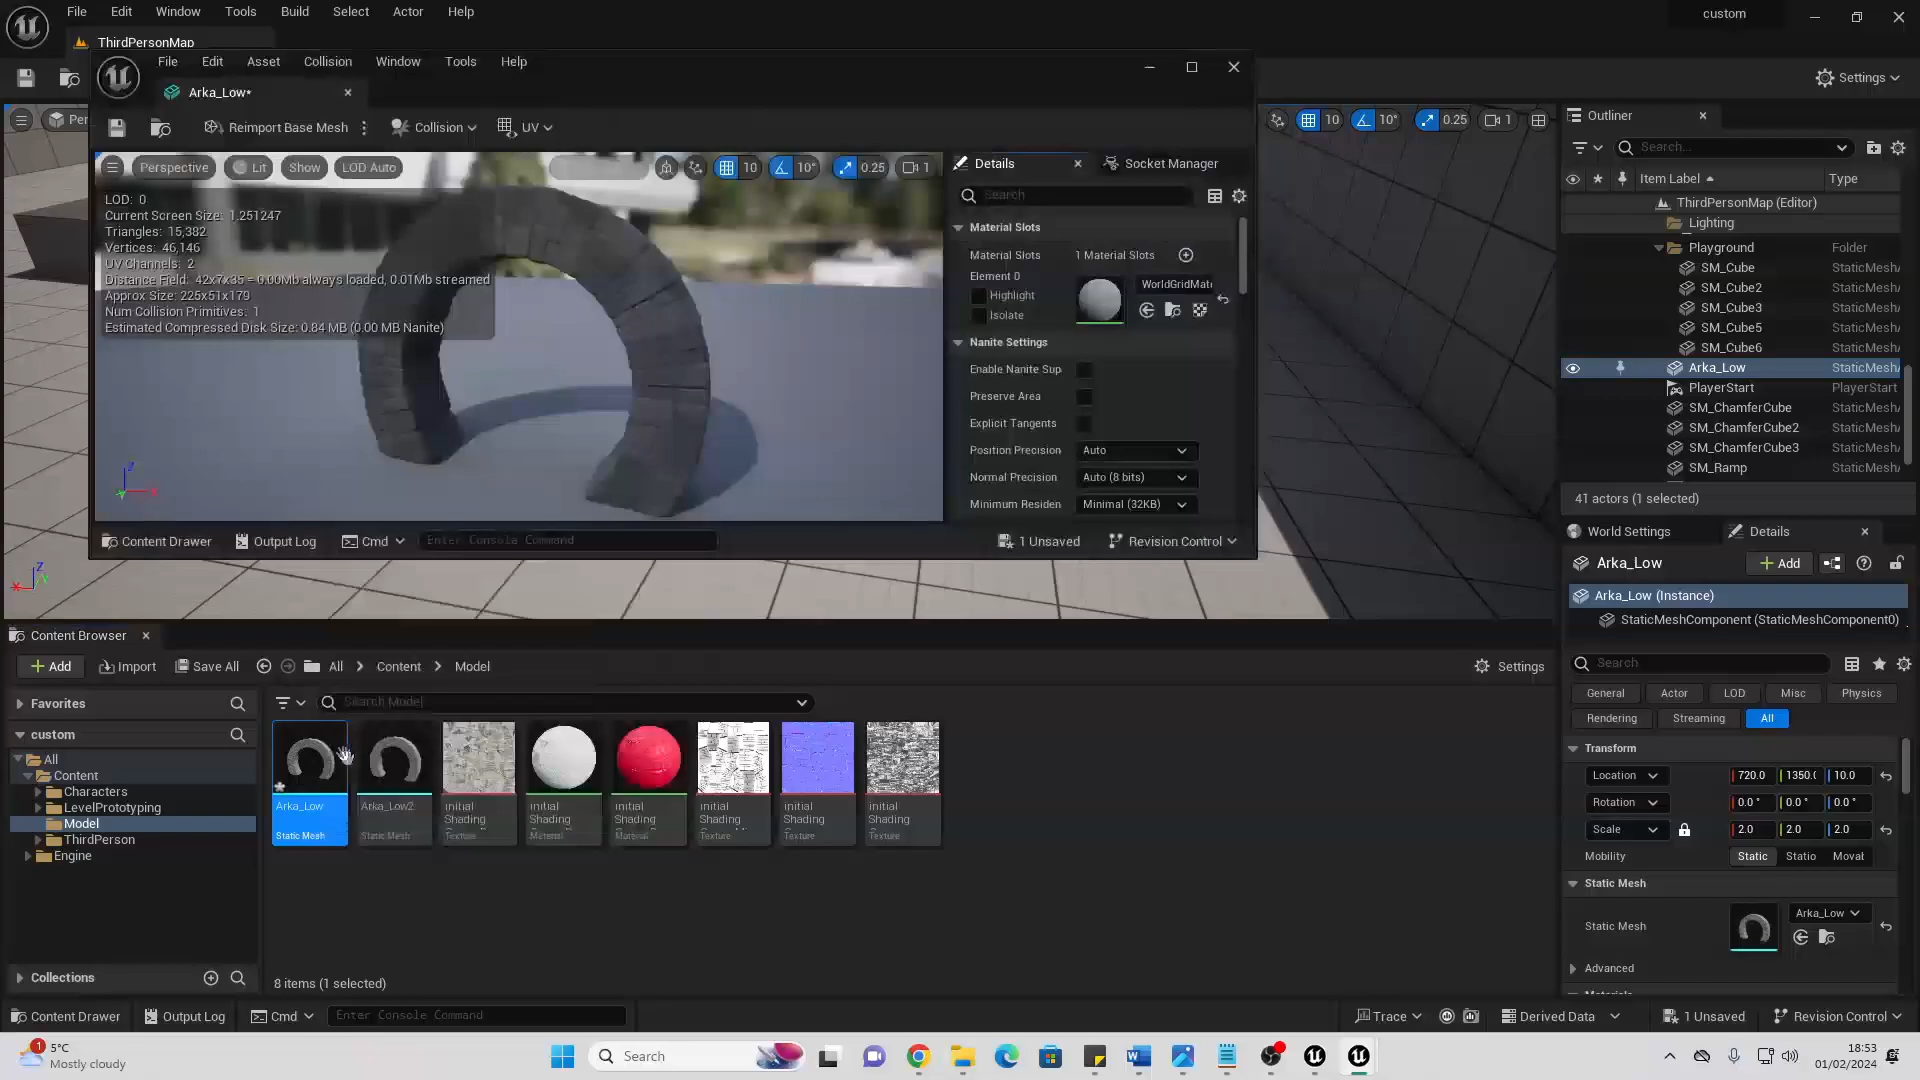 File Edit Window Tools Build Select Actor Help
custom
ThirdPersonMap
File Edit Asset Collision Window Tools Help
Settings
Arka_Low*
Reimport Base Mesh
Collision
UV
10 10° 0.25 1
Perspective Lit Show LOD Auto
10 10° 0.25 1
LOD: 0
Current Screen Size: 1.251247
Triangles: 15,382
Vertices: 46,146
UV Channels: 2
Distance Field: 42x7x35 = 0.00Mb always loaded, 0.01Mb streamed
Approx Size: 225x51x179
Num Collision Primitives: 1
Estimated Compressed Disk Size: 0.84 MB (0.00 MB Nanite)
Details Socket Manager
Search
Material Slots
Material Slots 1 Material Slots
Element 0
Highlight
Isolate
WorldGridMate
Nanite Settings
Enable Nanite Sup
Preserve Area
Explicit Tangents
Position Precision Auto
Normal Precision Auto (8 bits)
Minimum Residen Minimal (32KB)
Content Drawer Output Log Cmd Enter Console Command 1 Unsaved Revision Control
Outliner
Search...
Item Label Type
ThirdPersonMap (Editor)
Lighting
Playground Folder
SM_Cube StaticMesh
SM_Cube2 StaticMesh
SM_Cube3 StaticMesh
SM_Cube5 StaticMesh
SM_Cube6 StaticMesh
Arka_Low StaticMesh
PlayerStart PlayerStart
SM_ChamferCube StaticMesh
SM_ChamferCube2 StaticMesh
SM_ChamferCube3 StaticMesh
SM_Ramp StaticMesh
41 actors (1 selected)
World Settings Details
Arka_Low Add
Arka_Low (Instance)
StaticMeshComponent (StaticMeshComponent0)
Search
General Actor LOD Misc Physics
Rendering Streaming All
Transform
Location 720.0 1350.( 10.0
Rotation 0.0° 0.0° 0.0°
Scale 2.0 2.0 2.0
Mobility Static Statio Moval
Static Mesh
Static Mesh Arka_Low
Advanced
Content Browser
Add Import Save All All Content Model Settings
Favorites
Search Model
custom
All
Content
Characters
LevelPrototyping
Model
ThirdPerson
Engine
Collections
Arka_Low
Static Mesh
Arka_Low2
Static Mesh
initial
Shading
Texture
initial
Shading
Material
initial
Shading
Material
initial
Shading
Texture
initial
Shading
Texture
initial
Shading
Texture
8 items (1 selected)
Content Drawer Output Log Cmd Enter Console Command Trace Derived Data 1 Unsaved Revision Control
1
5°C
Mostly cloudy
Search
18:53
01/02/2024